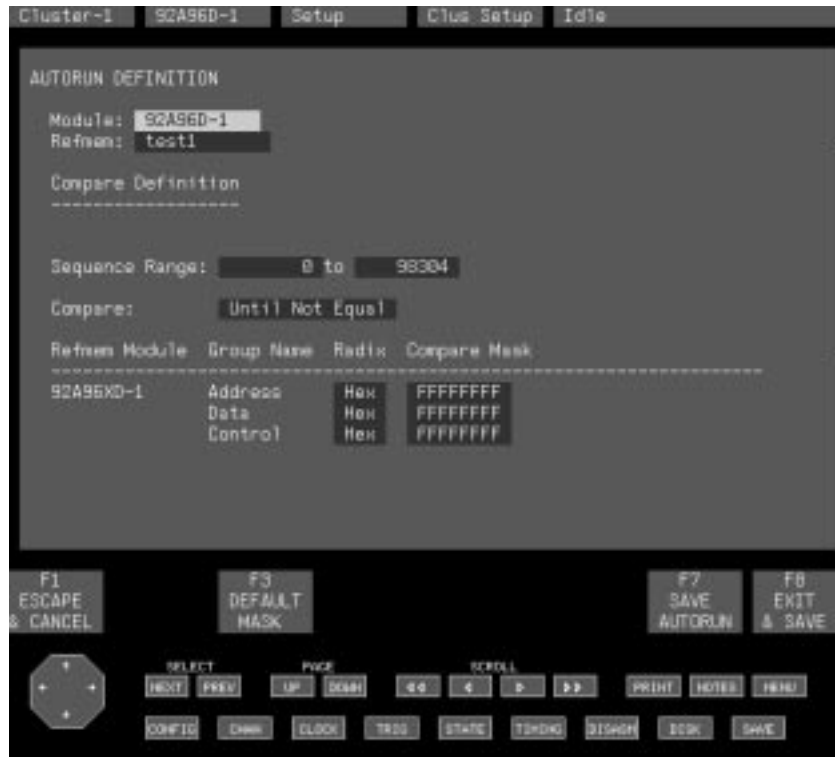 Cluster-1 92A96D-1 Setup Clus Setup Idle
AUTORUN DEFINITION
Module: 92A96D-1
Refmem: test1
Compare Definition
------------------
Sequence Range: 0 to 98304
Compare: Until Not Equal
Refmem Module Group Name Radix Compare Mask
92A96XD-1 Address Hex FFFFFFFF
Data Hex FFFFFFFF
Control Hex FFFFFFFF
F1 ESCAPE & CANCEL
F3 DEFAULT MASK
F7 SAVE AUTORUN
F8 EXIT & SAVE
SELECT PAGE SCROLL
NEXT PREV UP DOWN PRINT NOTES MENU
CONFIG CHAN CLOCK TRIG STATE TIMING DISASM DISK SAVE